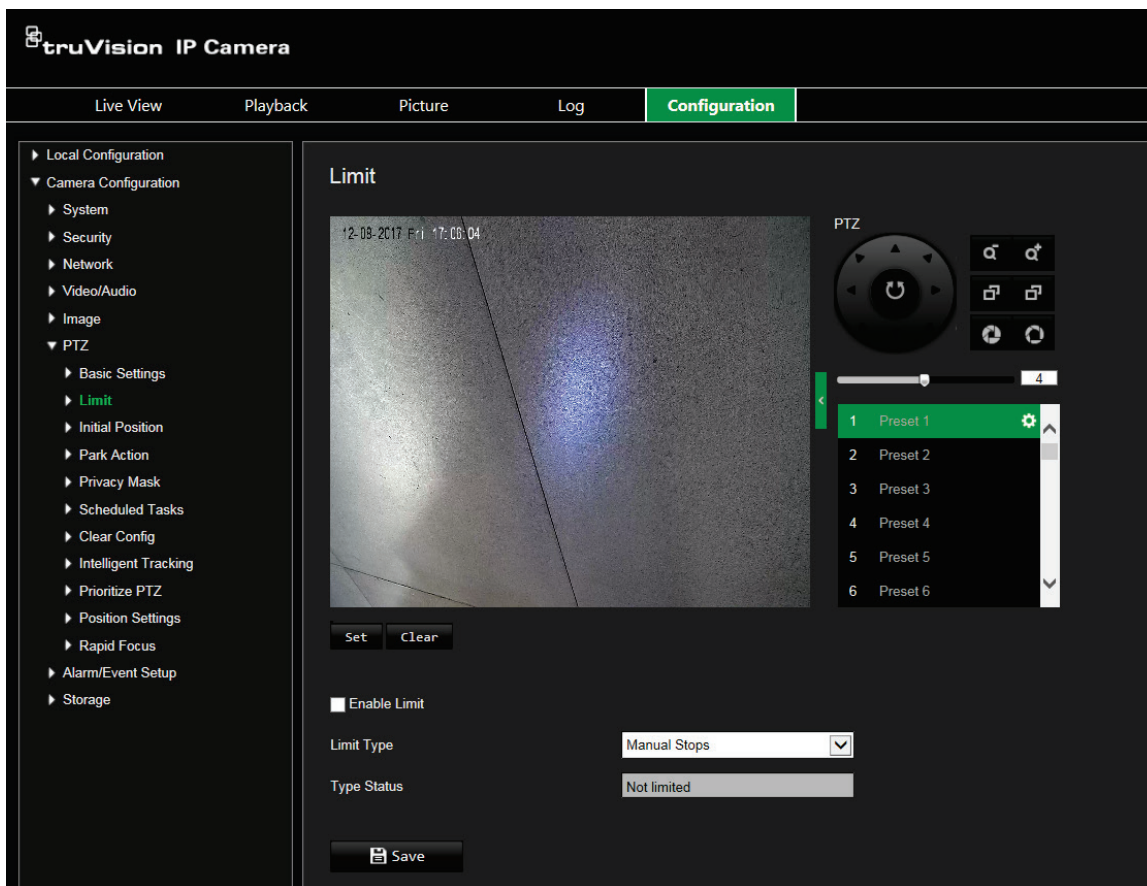 truVision IP Camera
Live View Playback Picture Log Configuration
Local Configuration
Camera Configuration
System
Security
Network
Video/Audio
Image
PTZ
Basic Settings
Limit
Initial Position
Park Action
Privacy Mask
Scheduled Tasks
Clear Config
Intelligent Tracking
Prioritize PTZ
Position Settings
Rapid Focus
Alarm/Event Setup
Storage
Limit
12-08-2017 Fri 17:08:04
PTZ
4
1 Preset 1
2 Preset 2
3 Preset 3
4 Preset 4
5 Preset 5
6 Preset 6
Set Clear
Enable Limit
Limit Type Manual Stops
Type Status Not limited
Save